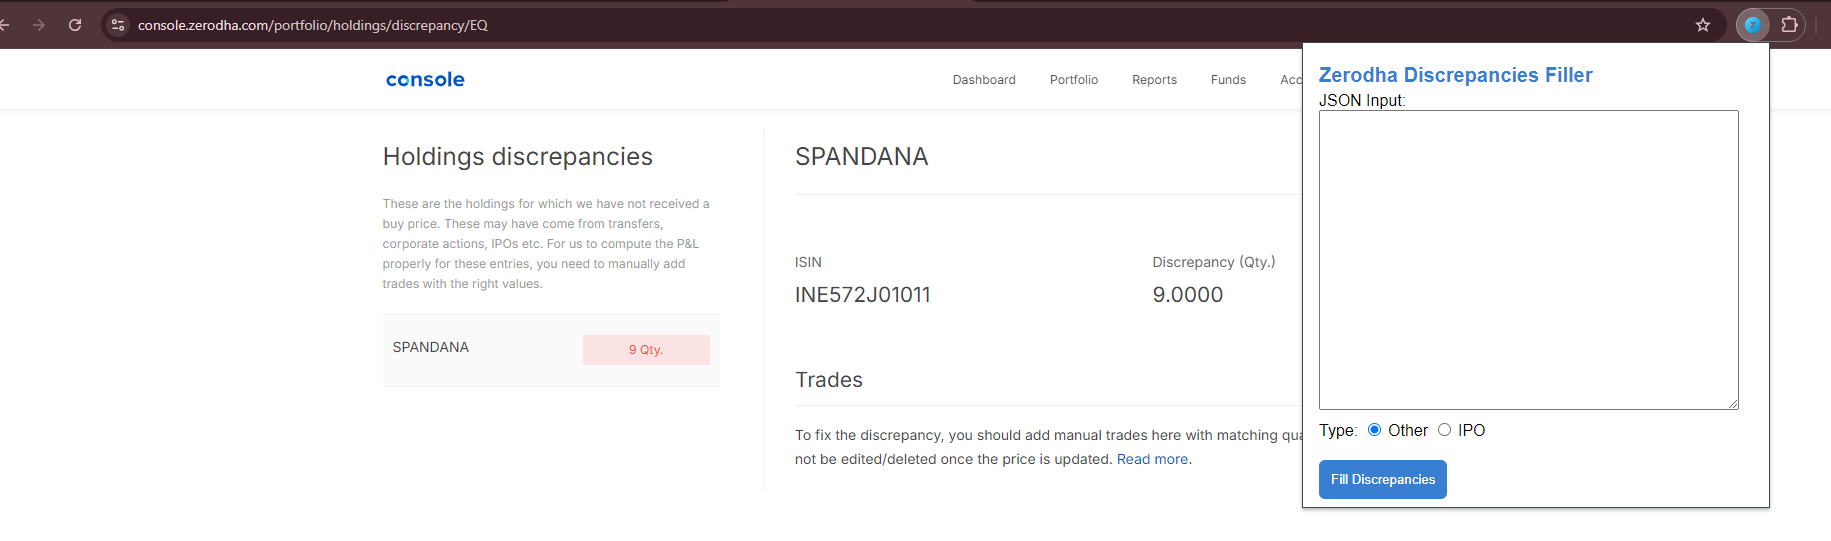 console.zerodha.com/portfolio/holdings/discrepancy/EQ
console
Dashboard Portfolio Reports Funds Acc
Holdings discrepancies
These are the holdings for which we have not received a
buy price. These may have come from transfers,
corporate actions, IPOs etc. For us to compute the P&L
properly for these entries, you need to manually add
trades with the right values.
SPANDANA 9 Qty.
SPANDANA
ISIN Discrepancy (Qty.)
INE572J01011 9.0000
Trades
To fix the discrepancy, you should add manual trades here with matching qua
not be edited/deleted once the price is updated. Read more.
Zerodha Discrepancies Filler
JSON Input:
Type: Other IPO
Fill Discrepancies